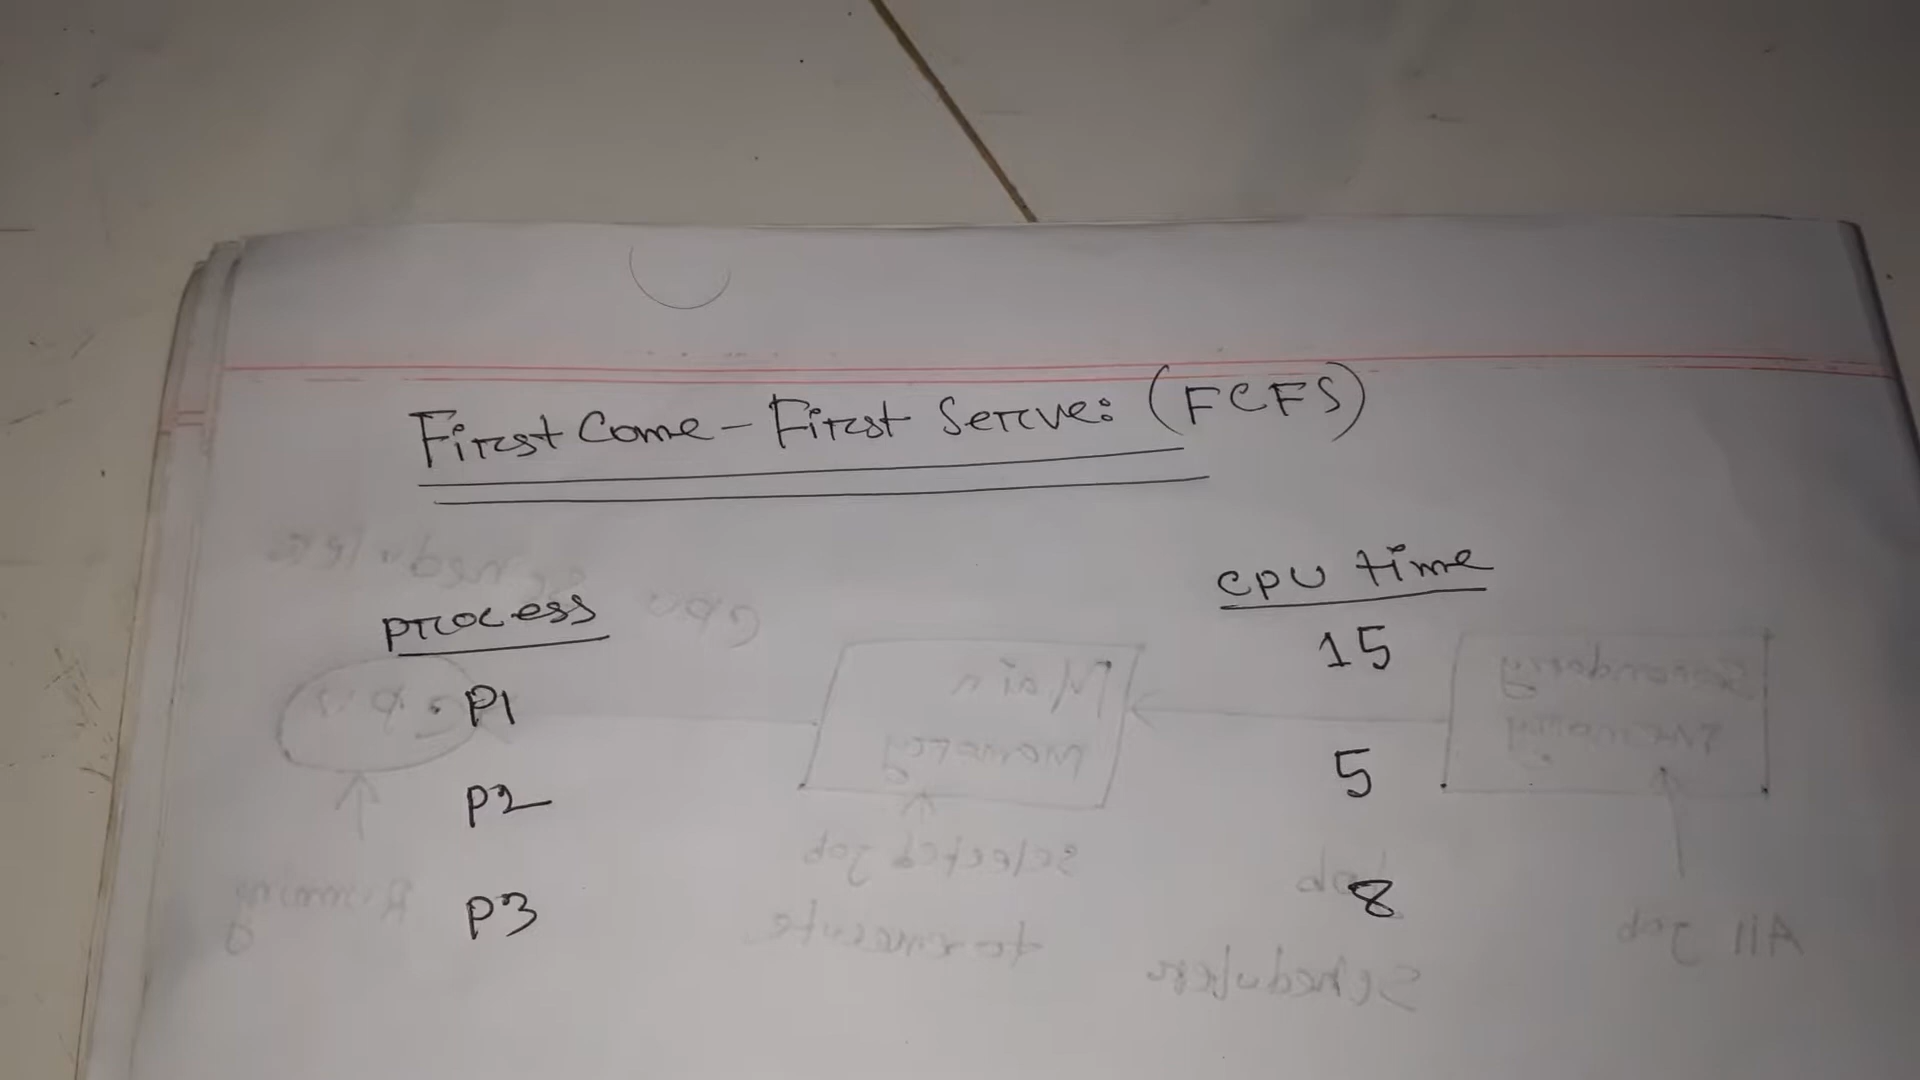 First Come - First Serve: (FCFS)
process CPU time
P1 15
P2 5
P3 8